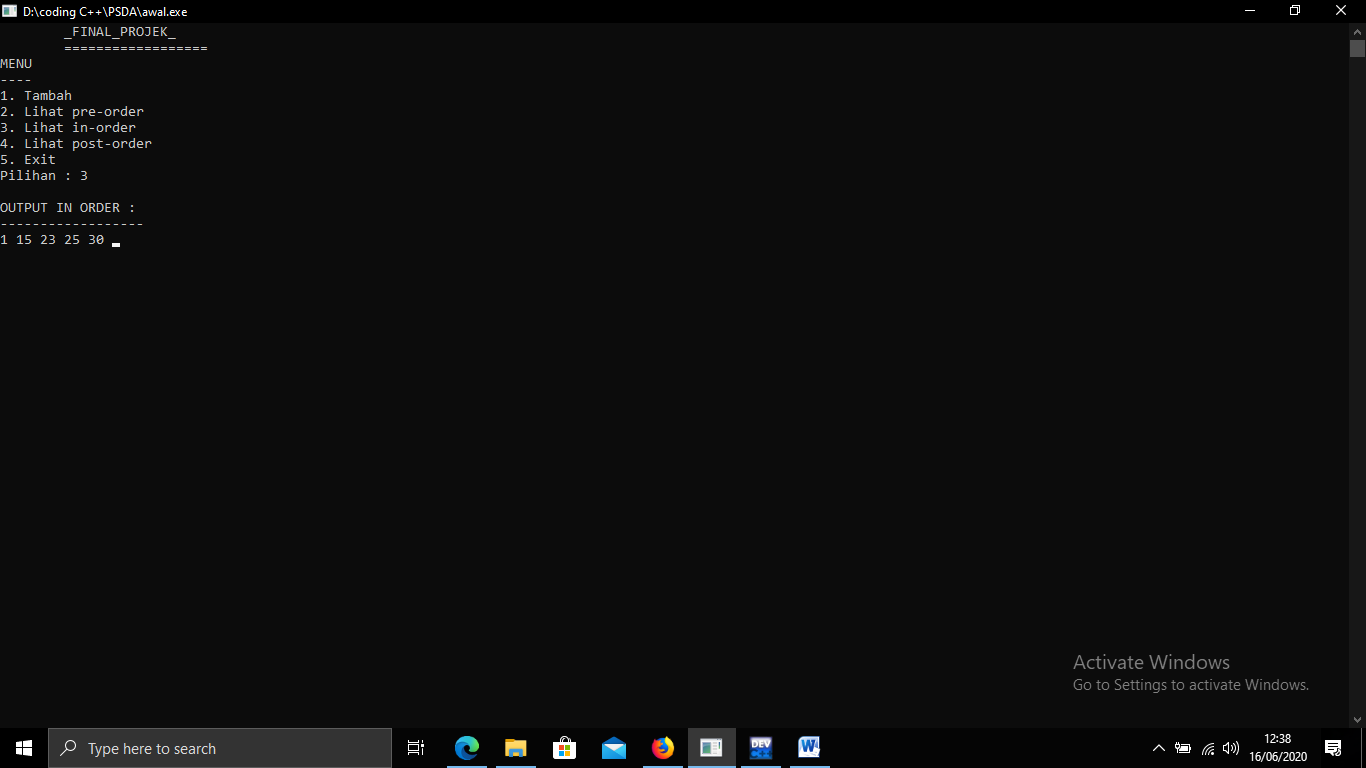 D:\coding C++\PSDA\awal.exe
_FINAL_PROJEK_
==================
MENU
----
1. Tambah
2. Lihat pre-order
3. Lihat in-order
4. Lihat post-order
5. Exit
Pilihan : 3
OUTPUT IN ORDER :
------------------
1 15 23 25 30
Activate Windows
Go to Settings to activate Windows.
Type here to search
DEV
W
12:38
16/06/2020